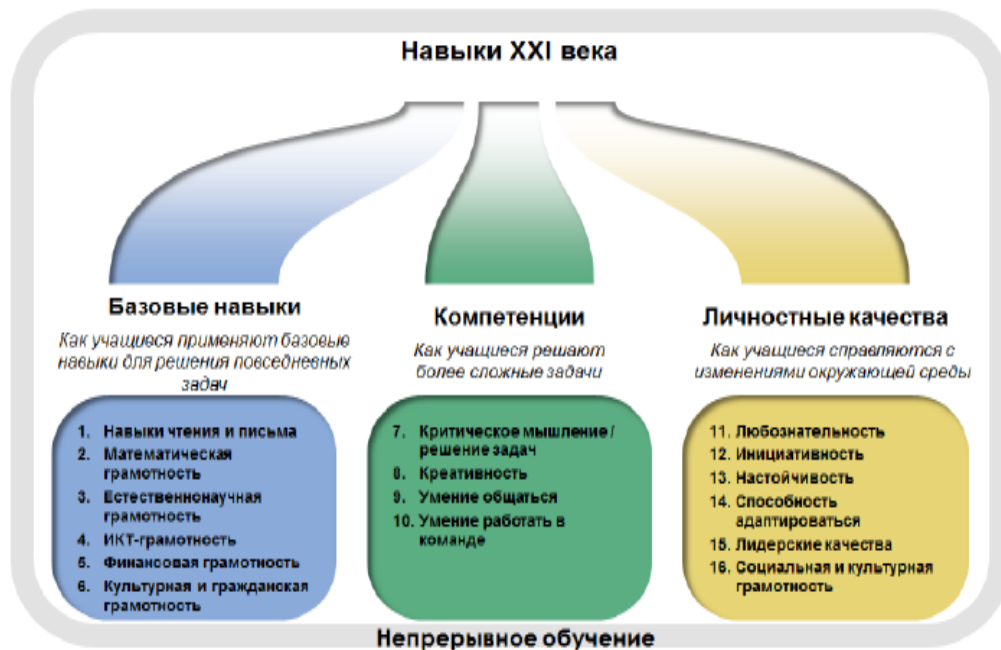 Навыки XXI века
Базовые навыки
Как учащиеся применяют базовые
навыки для решения повседневных
задач
1. Навыки чтения и письма
2. Математическая
грамотность
3. Естественнонаучная
грамотность
4. ИКТ-грамотность
5. Финансовая грамотность
6. Культурная и гражданская
грамотность
Компетенции
Как учащиеся решают
более сложные задачи
7. Критическое мышление /
решение задач
8. Креативность
9. Умение общаться
10. Умение работать в
команде
Личностные качества
Как учащиеся справляются с
изменениями окружающей среды
11. Любознательность
12. Инициативность
13. Настойчивость
14. Способность
адаптироваться
15. Лидерские качества
16. Социальная и культурная
грамотность
Непрерывное обучение